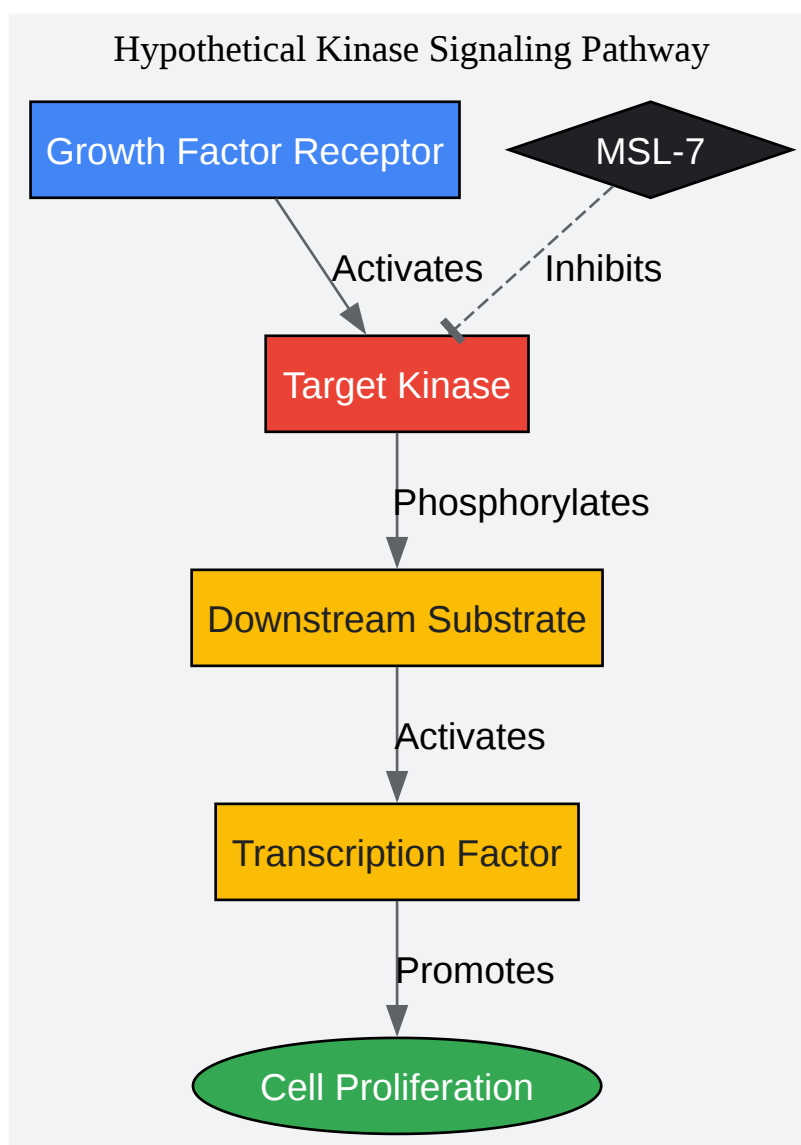 Hypothetical Kinase Signaling Pathway
Growth Factor Receptor
MSL-7
Activates
Inhibits
Target Kinase
Phosphorylates
Downstream Substrate
Activates
Transcription Factor
Promotes
Cell Proliferation